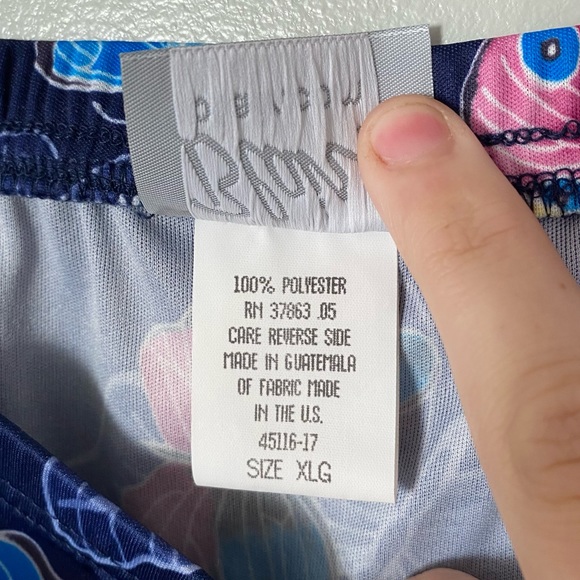 100% POLYESTER
RN 37863 .05
CARE REVERSE SIDE
MADE IN GUATEMALA
OF FABRIC MADE
IN THE U.S.
45116-17
SIZE XLG